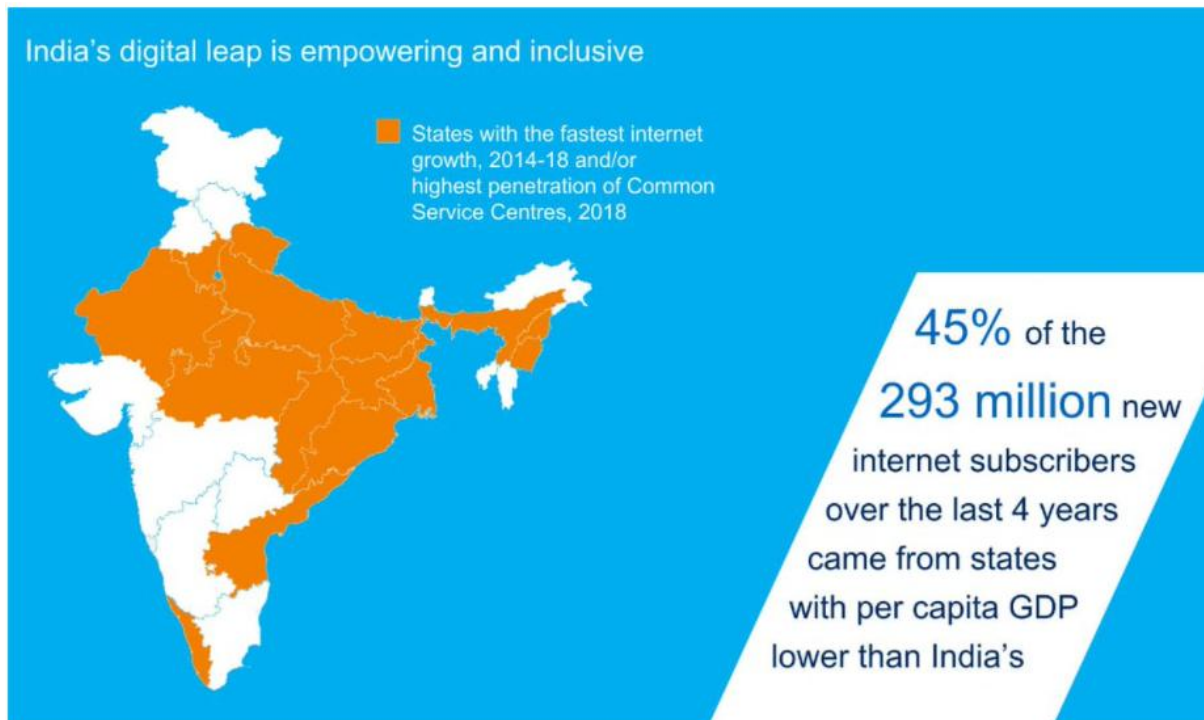 India's digital leap is empowering and inclusive
States with the fastest internet
growth, 2014-18 and/or
highest penetration of Common
Service Centres, 2018
45% of the
293 million new
internet subscribers
over the last 4 years
came from states
with per capita GDP
lower than India's